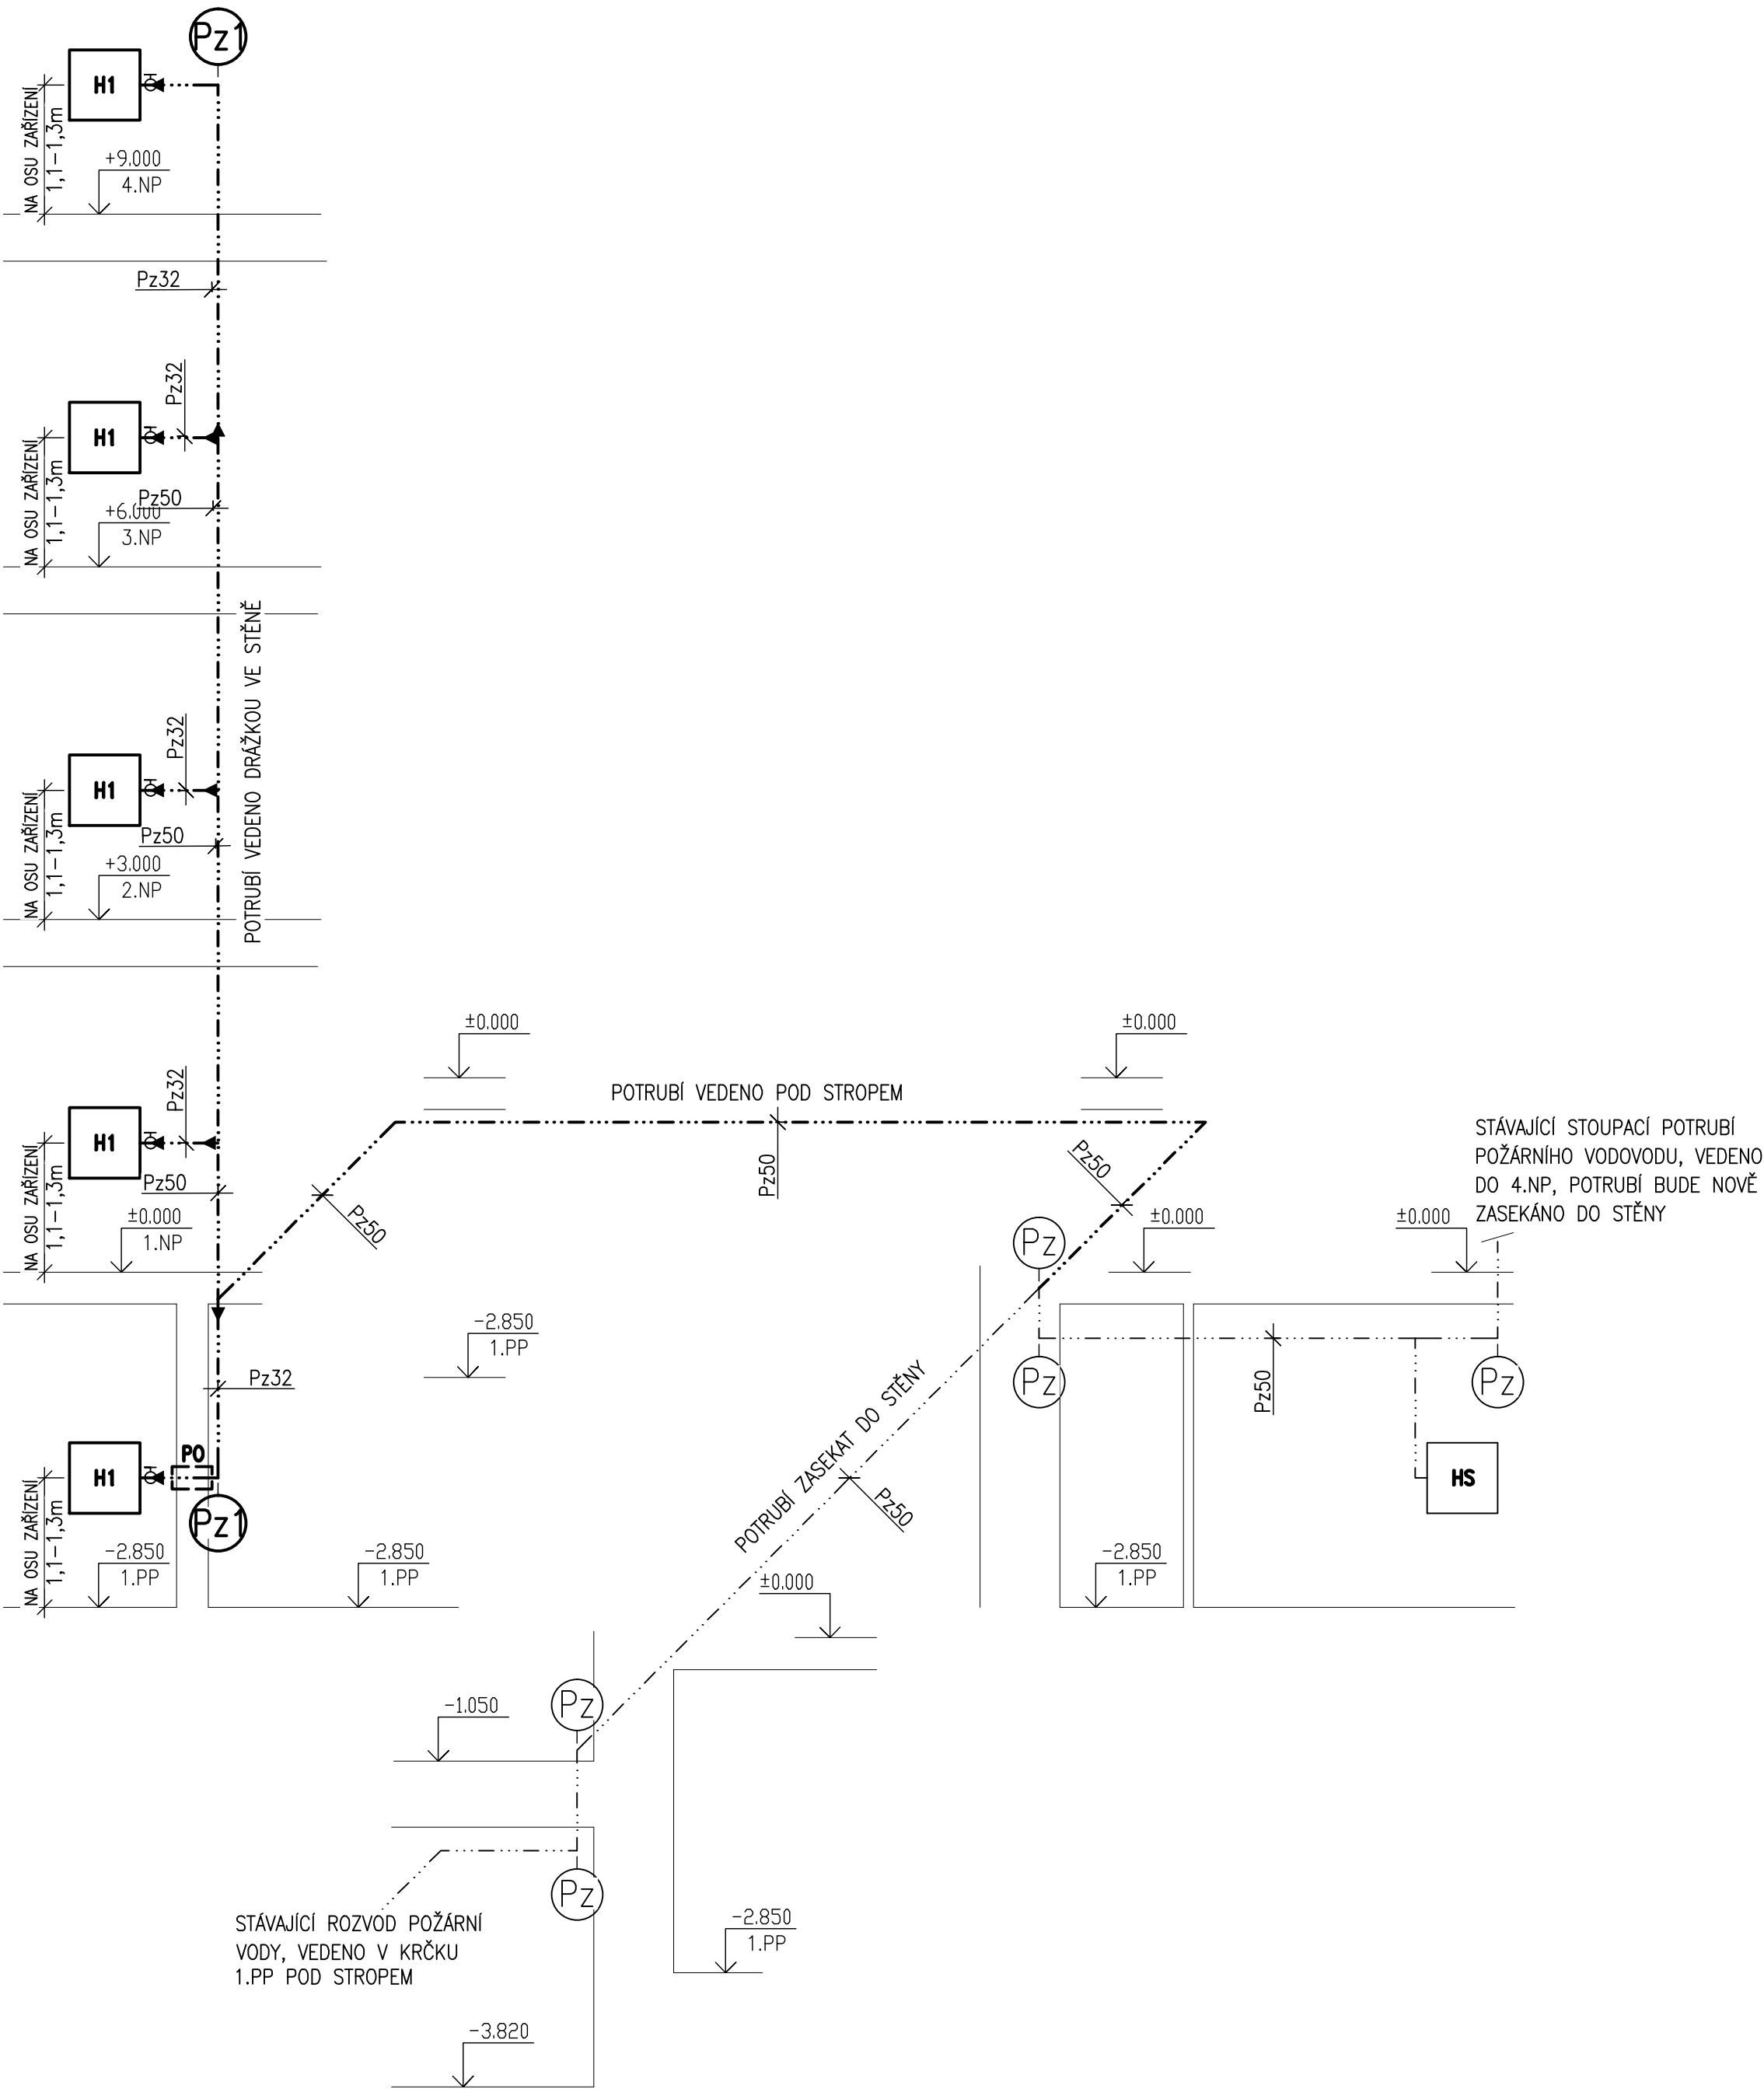 Pz1
H1
NA OSU ZAŘÍZENÍ
1,1-1,3m
+9.000
4.NP
Pz32
Pz32
H1
NA OSU ZAŘÍZENÍ
1,1-1,3m
Pz50
+6.000
3.NP
POTRUBÍ VEDENO DRÁŽKOU VE STĚNĚ
Pz32
H1
NA OSU ZAŘÍZENÍ
1,1-1,3m
Pz50
+3.000
2.NP
±0.000
±0.000
POTRUBÍ VEDENO POD STROPEM
Pz32
H1
NA OSU ZAŘÍZENÍ
1,1-1,3m
Pz50
±0.000
1.NP
Pz50
Pz50
Pz50
STÁVAJÍCÍ STOUPACÍ POTRUBÍ
POŽÁRNÍHO VODOVODU, VEDENO
DO 4.NP, POTRUBÍ BUDE NOVĚ
ZASEKÁNO DO STĚNY
Pz
±0.000
±0.000
-2.850
1.PP
Pz32
Pz
Pz50
Pz
H1
PO
Pz1
NA OSU ZAŘÍZENÍ
1,1-1,3m
-2.850
1.PP
-2.850
1.PP
POTRUBÍ ZASEKAT DO STĚNY
Pz50
HS
-2.850
1.PP
±0.000
Pz
-1.050
Pz
STÁVAJÍCÍ ROZVOD POŽÁRNÍ
VODY, VEDENO V KRČKU
1.PP POD STROPEM
-2.850
1.PP
-3.820